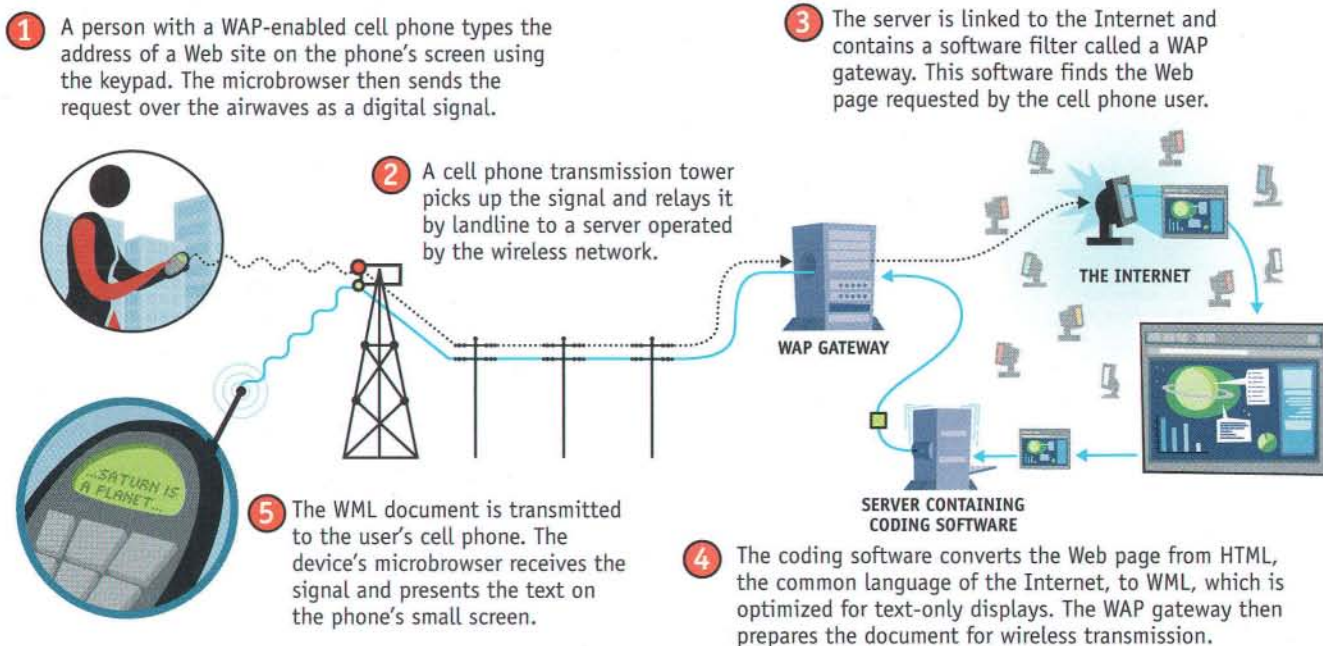 1
A person with a WAP-enabled cell phone types the
address of a Web site on the phone's screen using
the keypad. The microbrowser then sends the
request over the airwaves as a digital signal.
2
A cell phone transmission tower
picks up the signal and relays it
by landline to a server operated
by the wireless network.
3
The server is linked to the Internet and
contains a software filter called a WAP
gateway. This software finds the Web
page requested by the cell phone user.
THE INTERNET
WAP GATEWAY
SERVER CONTAINING
CODING SOFTWARE
4
The coding software converts the Web page from HTML,
the common language of the Internet, to WML, which is
optimized for text-only displays. The WAP gateway then
prepares the document for wireless transmission.
5
The WML document is transmitted
to the user's cell phone. The
device's microbrowser receives the
signal and presents the text on
the phone's small screen.
...SATURN IS
A PLANET...